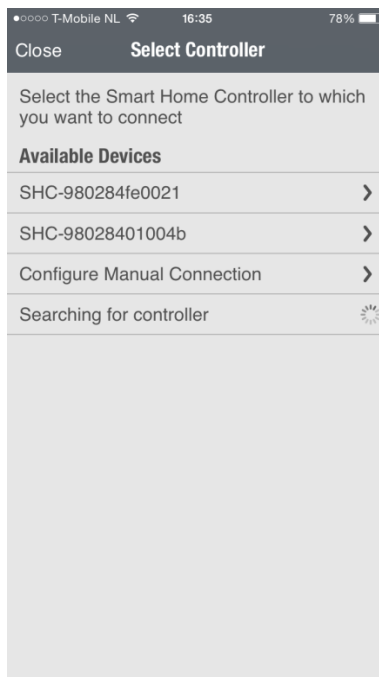 T-Mobile NL 16:35 78%
Close Select Controller
Select the Smart Home Controller to which
you want to connect
Available Devices
SHC-980284fe0021
SHC-98028401004b
Configure Manual Connection
Searching for controller